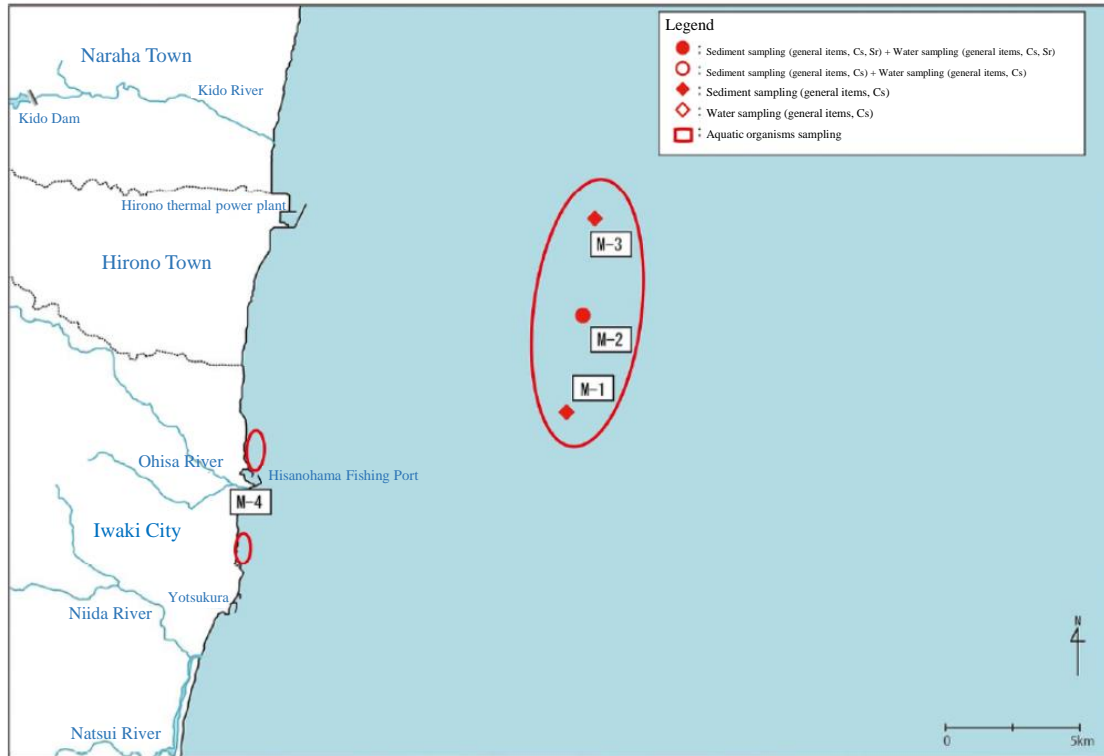 Legend
: Sediment sampling (general items, Cs, Sr) + Water sampling (general items, Cs, Sr)
: Sediment sampling (general items, Cs) + Water sampling (general items, Cs)
: Sediment sampling (general items, Cs)
: Water sampling (general items, Cs)
: Aquatic organisms sampling
Naraha Town
Kido River
Kido Dam
Hirono thermal power plant
M-3
Hirono Town
M-2
M-1
Ohisa River
Hisanohama Fishing Port
M-4
Iwaki City
Yotsukura
Niida River
N
Natsui River
0 5km